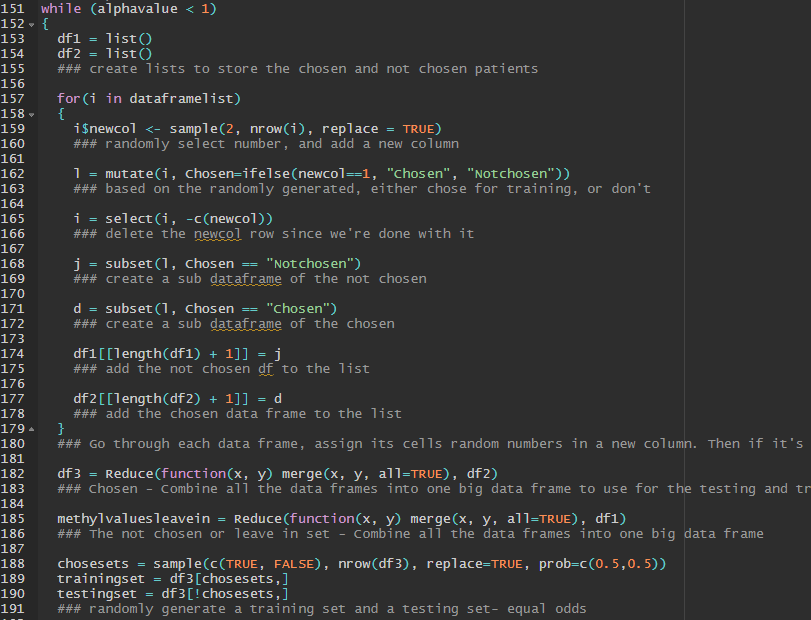 151 while (alphavalue < 1)
152 {
153 df1 = list()
154 df2 = list()
155 ### create lists to store the chosen and not chosen patients
156
157 for(i in dataframelist)
158 {
159 i$newcol <- sample(2, nrow(i), replace = TRUE)
160 ### randomly select number, and add a new column
161
162 l = mutate(i, Chosen=ifelse(newcol==1, "Chosen", "Notchosen"))
163 ### based on the randomly generated, either chose for training, or don't
164
165 i = select(i, -c(newcol))
166 ### delete the newcol row since we're done with it
167
168 j = subset(l, Chosen == "Notchosen")
169 ### create a sub dataframe of the not chosen
170
171 d = subset(l, Chosen == "Chosen")
172 ### create a sub dataframe of the chosen
173
174 df1[[length(df1) + 1]] = j
175 ### add the not chosen df to the list
176
177 df2[[length(df2) + 1]] = d
178 ### add the chosen data frame to the list
179 }
180 ### Go through each data frame, assign its cells random numbers in a new column. Then if it's
181
182 df3 = Reduce(function(x, y) merge(x, y, all=TRUE), df2)
183 ### Chosen - Combine all the data frames into one big data frame to use for the testing and tr
184
185 methylvaluesleavein = Reduce(function(x, y) merge(x, y, all=TRUE), df1)
186 ### The not chosen or leave in set - Combine all the data frames into one big data frame
187
188 chosesets = sample(c(TRUE, FALSE), nrow(df3), replace=TRUE, prob=c(0.5,0.5))
189 trainingset = df3[chosesets,]
190 testingset = df3[!chosesets,]
191 ### randomly generate a training set and a testing set- equal odds